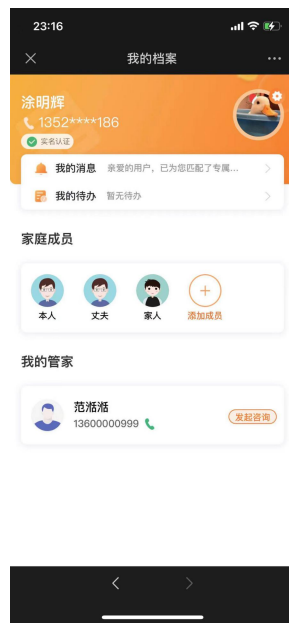 23:16
我的档案
涂明辉
1352****186
实名认证
我的消息 亲爱的用户，已为您匹配了专属...
我的待办 暂无待办
家庭成员
本人 丈夫 家人 添加成员
我的管家
范湉湉
13600000999 发起咨询